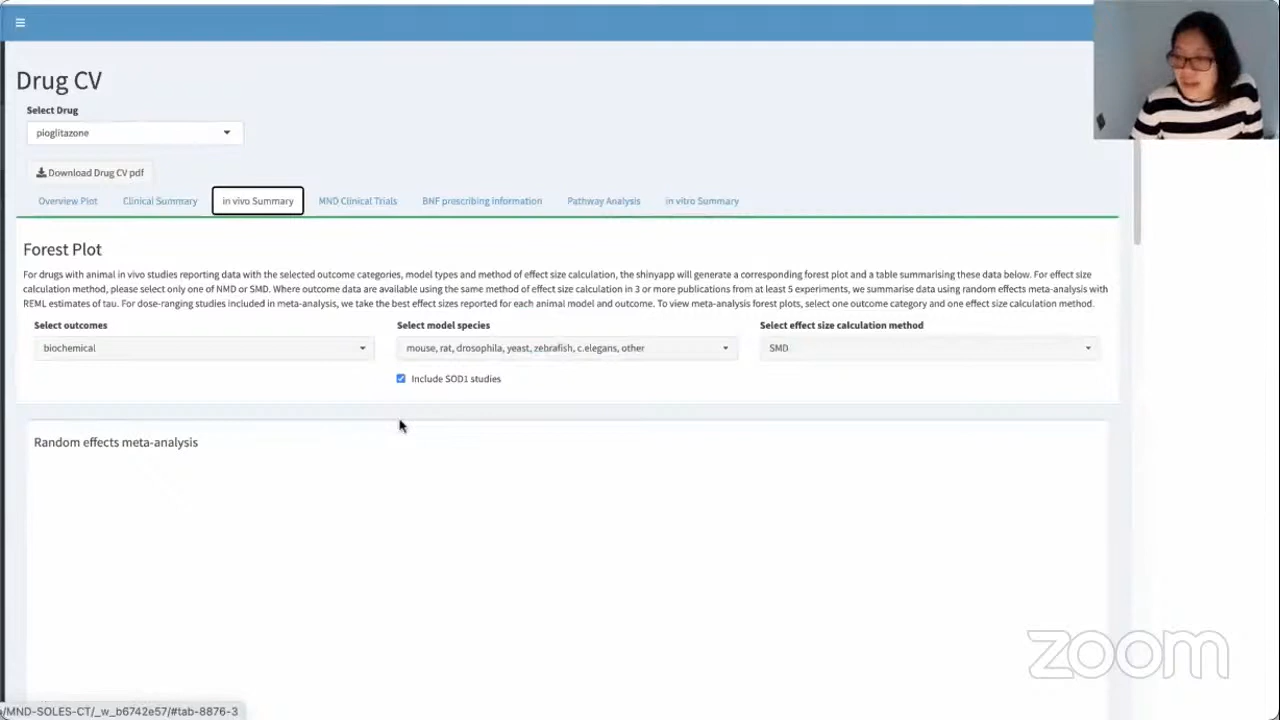 Drug CV
Select Drug
pioglitazone
Download Drug CV pdf
Overview Plot Clinical Summary in vivo Summary MND Clinical Trials BNF prescribing information Pathway Analysis in vitro Summary
Forest Plot
For drugs with animal in vivo studies reporting data with the selected outcome categories, model types and method of effect size calculation, the shinyapp will generate a corresponding forest plot and a table summarising these data below. For effect size
calculation method, please select only one of NMD or SMD. Where outcome data are available using the same method of effect size calculation in 3 or more publications from at least 5 experiments, we summarise data using random effects meta-analysis with
REML estimates of tau. For dose-ranging studies included in meta-analysis, we take the best effect sizes reported for each animal model and outcome. To view meta-analysis forest plots, select one outcome category and one effect size calculation method.
Select outcomes Select model species Select effect size calculation method
biochemical mouse, rat, drosophila, yeast, zebrafish, c.elegans, other SMD
Include SOD1 studies
Random effects meta-analysis
zoom
/MND-SOLES-CT/_w_b6742e57/#tab-8876-3